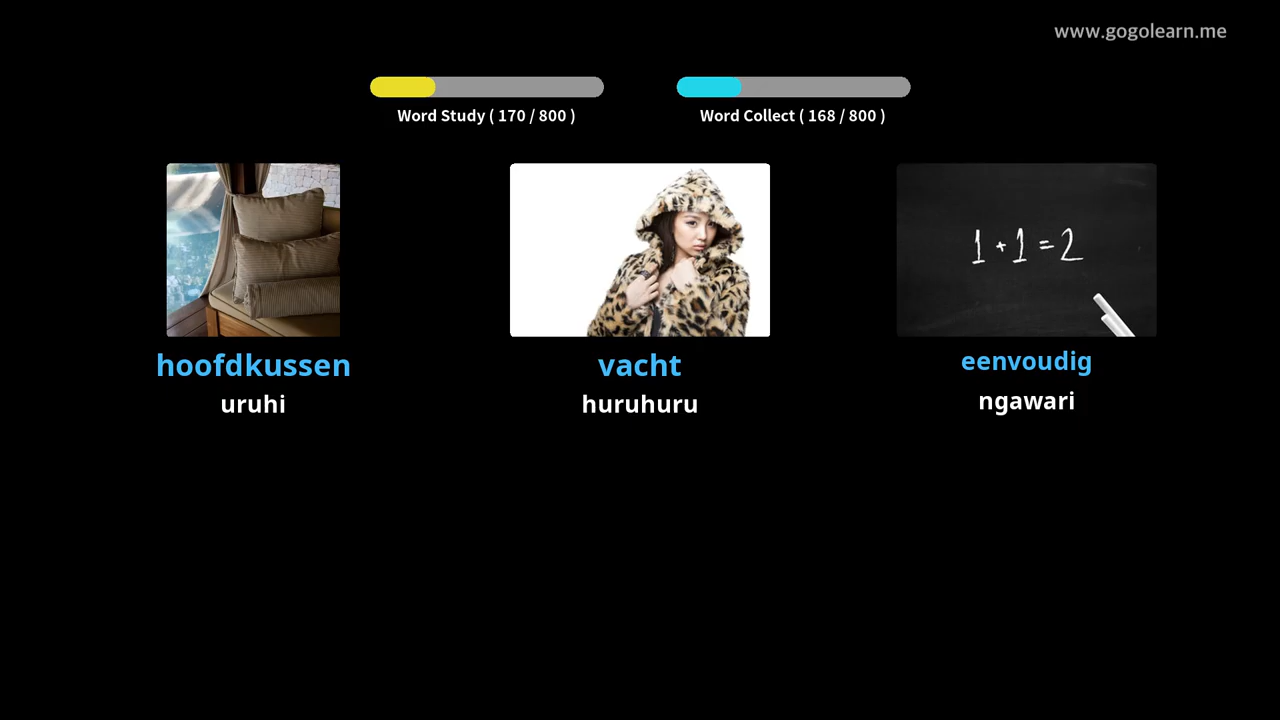 www.gogolearn.me
Word Study ( 170 / 800 )
Word Collect ( 168 / 800 )
1 + 1 = 2
hoofdkussen
uruhi
vacht
huruhuru
eenvoudig
ngawari